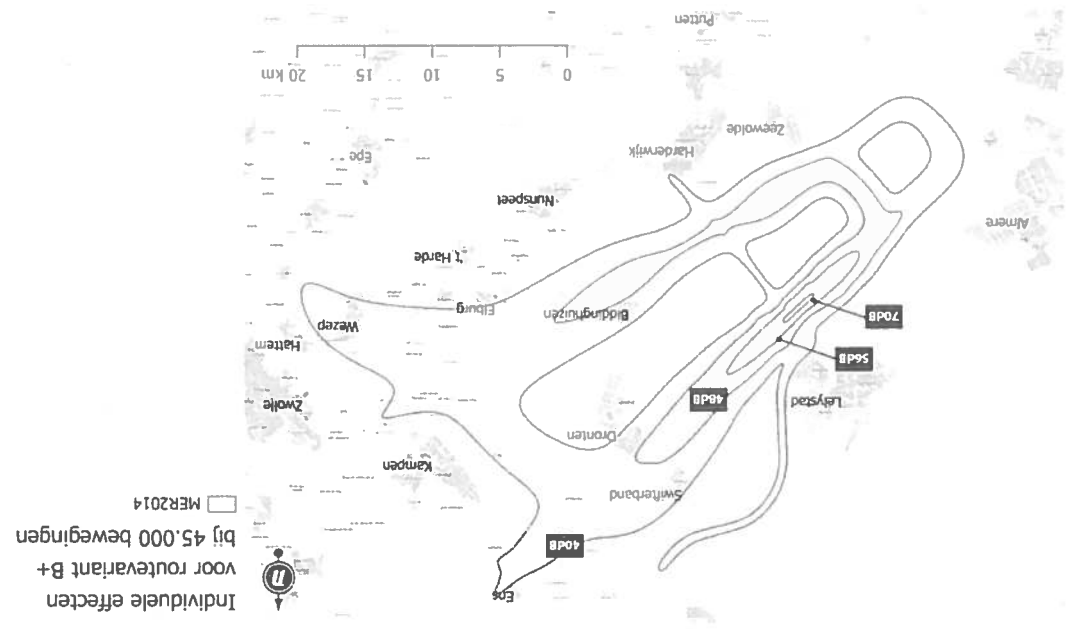 Individuele effecten
voor routevariant B+
bij 45.000 bewegingen
MER2014
n
Ens
40dB
Swifterband
Kampen
Dronten
Zwolle
Lelystad
48dB
Hattem
56dB
Wezep
70dB
Biddinghuizen
Elburg
't Harde
Almere
Nunspeet
Epe
Harderwijk
Zeewolde
0 5 10 15 20 km
Putten